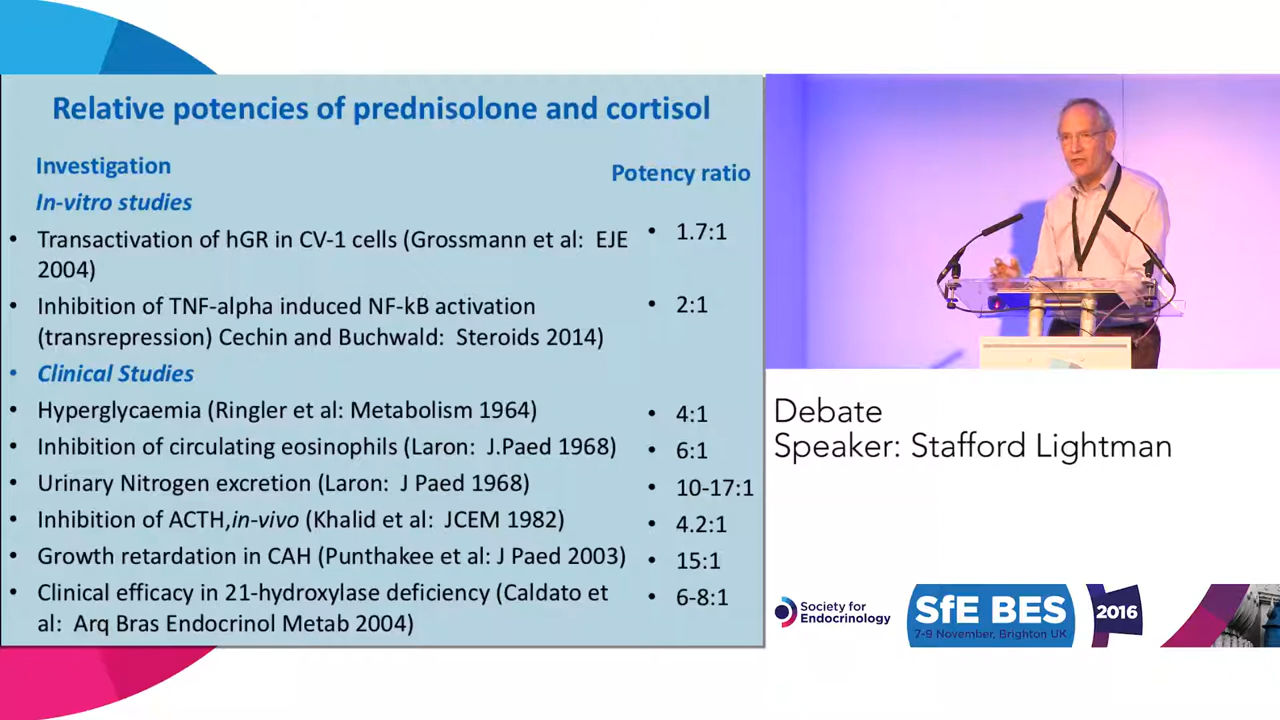 Relative potencies of prednisolone and cortisol
Investigation
Potency ratio
In-vitro studies
• Transactivation of hGR in CV-1 cells (Grossmann et al: EJE
2004)
• 1.7:1
• Inhibition of TNF-alpha induced NF-kB activation
(transrepression) Cechin and Buchwald: Steroids 2014)
• 2:1
• Clinical Studies
• Hyperglycaemia (Ringler et al: Metabolism 1964)
• 4:1
• Inhibition of circulating eosinophils (Laron: J.Paed 1968)
• 6:1
• Urinary Nitrogen excretion (Laron: J Paed 1968)
• 10-17:1
• Inhibition of ACTH,in-vivo (Khalid et al: JCEM 1982)
• 4.2:1
• Growth retardation in CAH (Punthakee et al: J Paed 2003)
• 15:1
• Clinical efficacy in 21-hydroxylase deficiency (Caldato et
al: Arq Bras Endocrinol Metab 2004)
• 6-8:1
Debate
Speaker: Stafford Lightman
Society for
Endocrinology
SfE BES
7-9 November, Brighton UK
2016